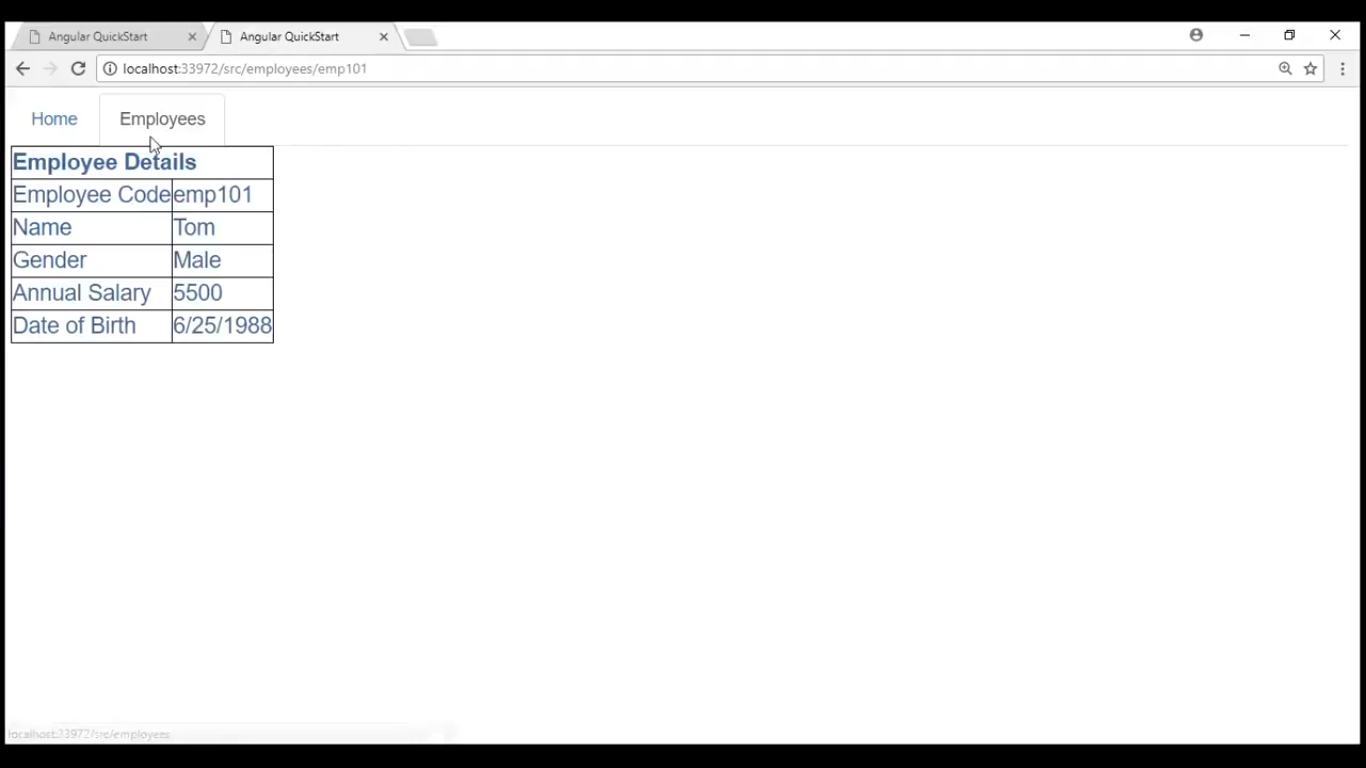 Angular QuickStart
Angular QuickStart
localhost:33972/src/employees/emp101
Home
Employees
Employee Details
Employee Code emp101
Name Tom
Gender Male
Annual Salary 5500
Date of Birth 6/25/1988
localhost:33972/src/employees